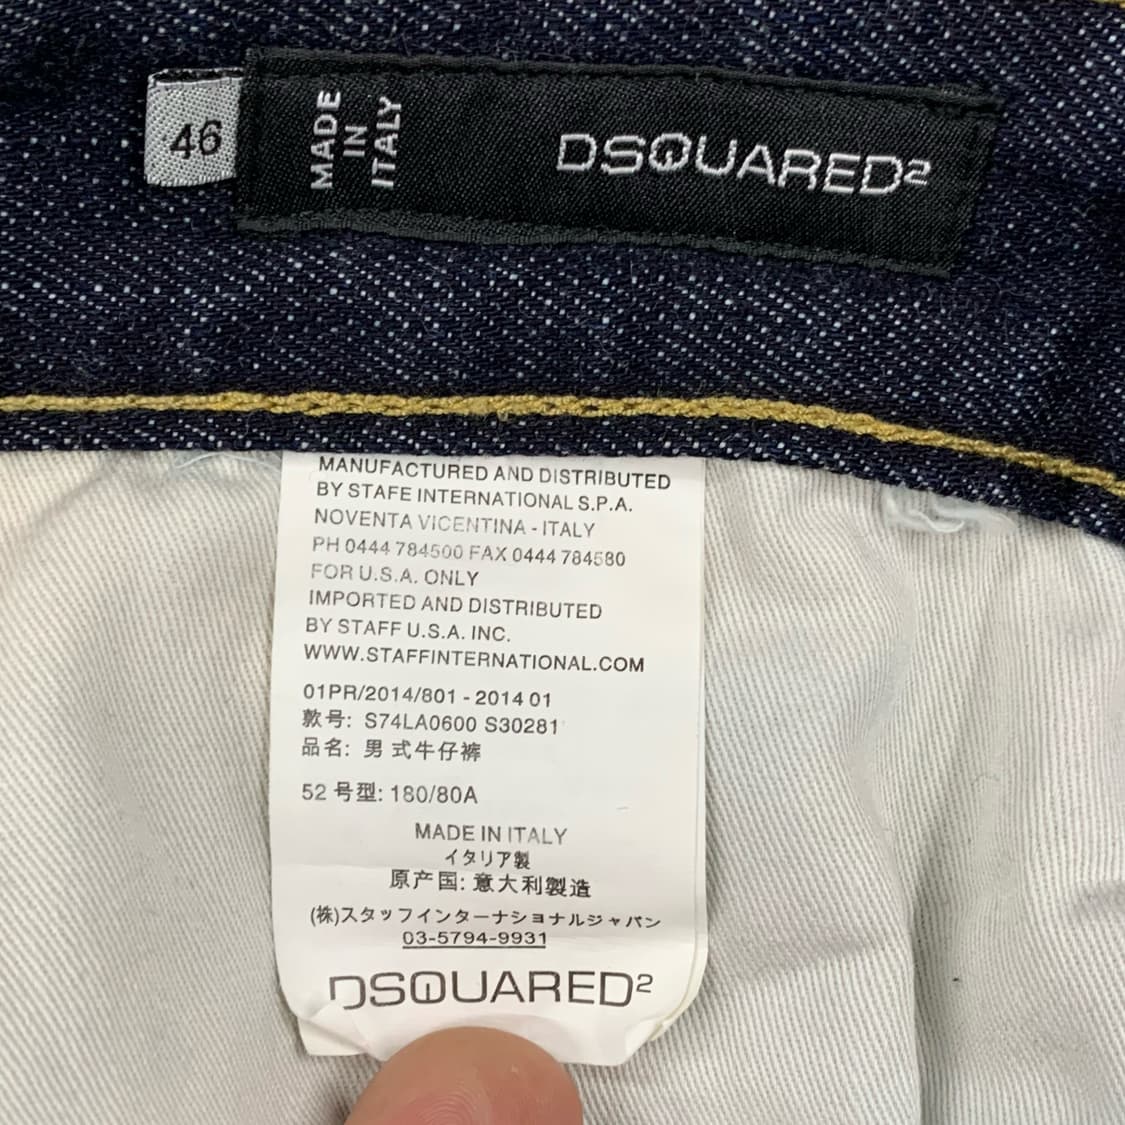 46
MADE
IN
ITALY
DSQUARED2
MANUFACTURED AND DISTRIBUTED
BY STAFE INTERNATIONAL S.P.A.
NOVENTA VICENTINA - ITALY
PH 0444 784500 FAX 0444 784580
FOR U.S.A. ONLY
IMPORTED AND DISTRIBUTED
BY STAFF U.S.A. INC.
WWW.STAFFINTERNATIONAL.COM
01PR/2014/801 - 2014 01
款号: S74LA0600 S30281
品名: 男式牛仔裤
52 号型: 180/80A
MADE IN ITALY
イタリア製
原产国: 意大利製造
(株)スタッフインターナショナルジャパン
03-5794-9931
DSQUARED2